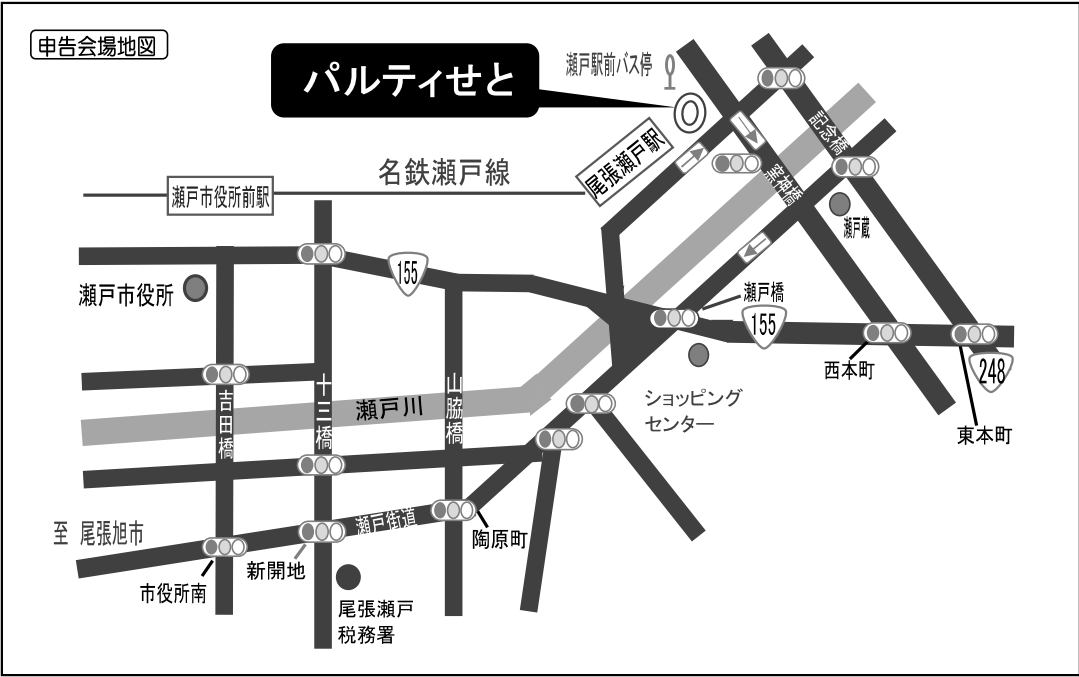 申告会場地図
パルティせと
瀬戸駅前バス停
尾張瀬戸駅
名鉄瀬戸線
瀬戸市役所前駅
記念橋
窯神橋
瀬戸蔵
155
瀬戸市役所
瀬戸橋
155
西本町
248
東本町
ショッピング
センター
吉田橋
十三橋
瀬戸川
山脇橋
至 尾張旭市
瀬戸街道
陶原町
新開地
市役所南
尾張瀬戸
税務署